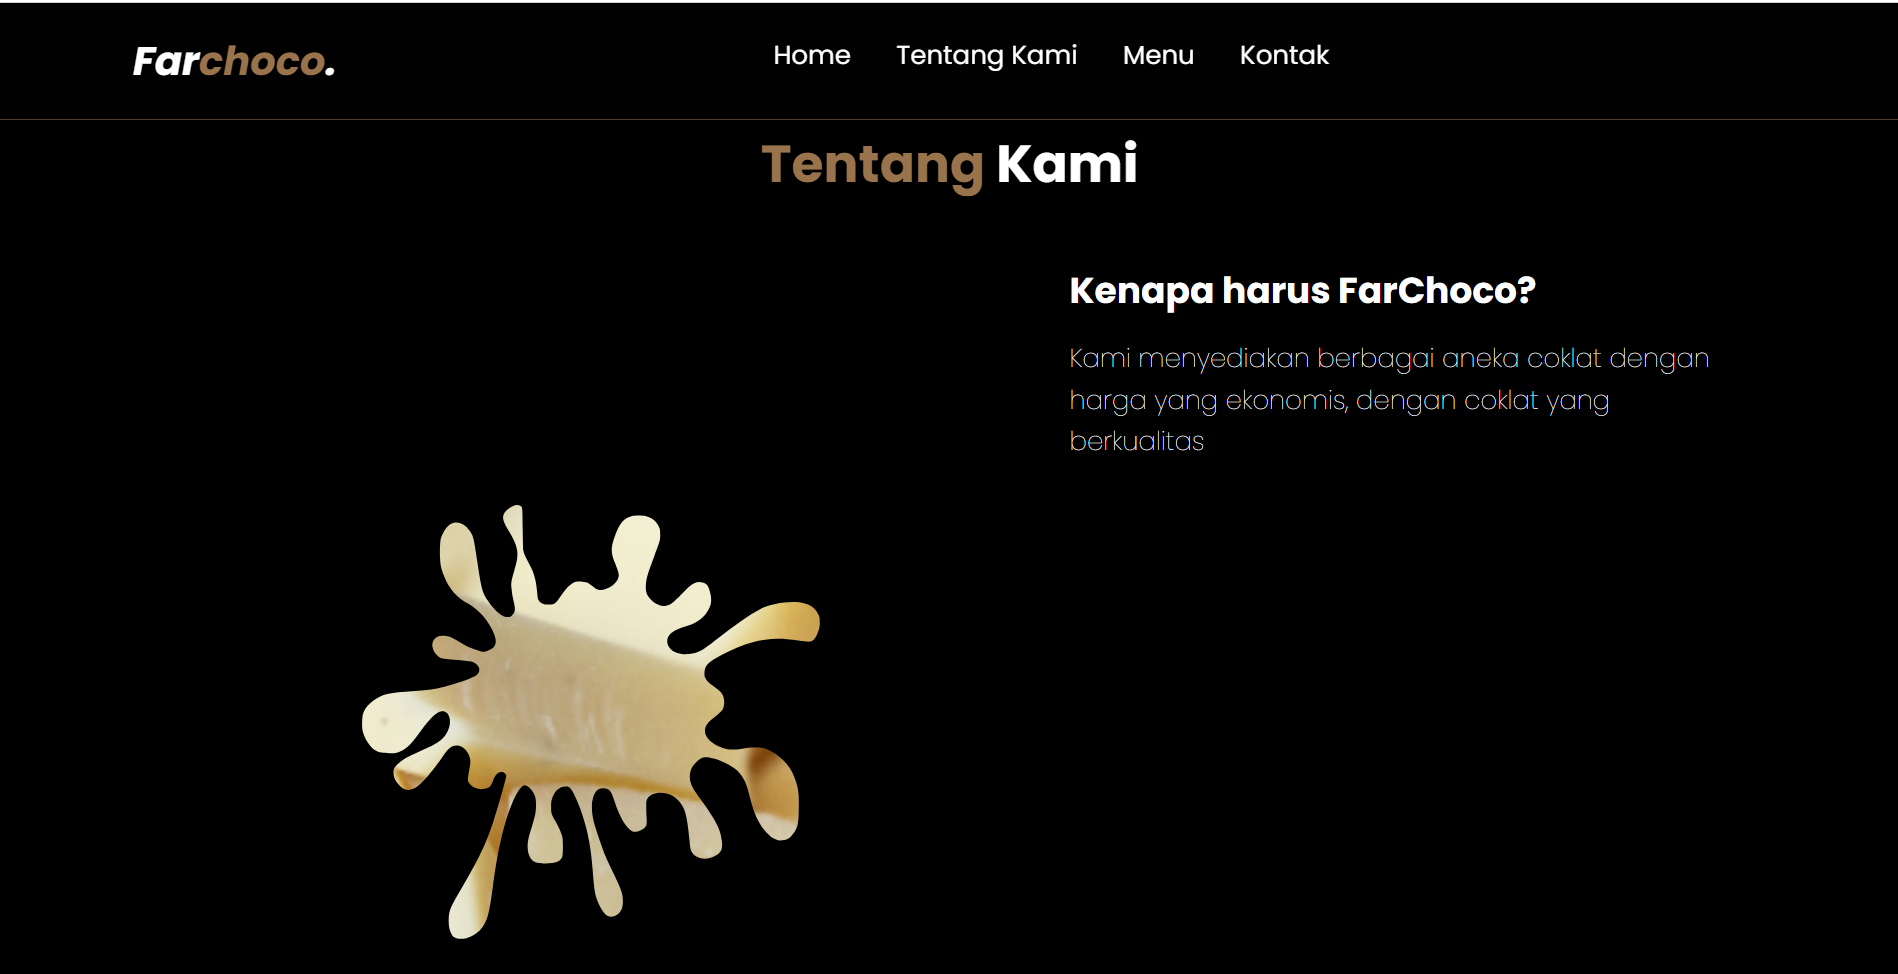 Farchoco.
Home
Tentang Kami
Menu
Kontak
Tentang Kami
Kenapa harus FarChoco?
Kami menyediakan berbagai aneka coklat dengan
harga yang ekonomis, dengan coklat yang
berkualitas